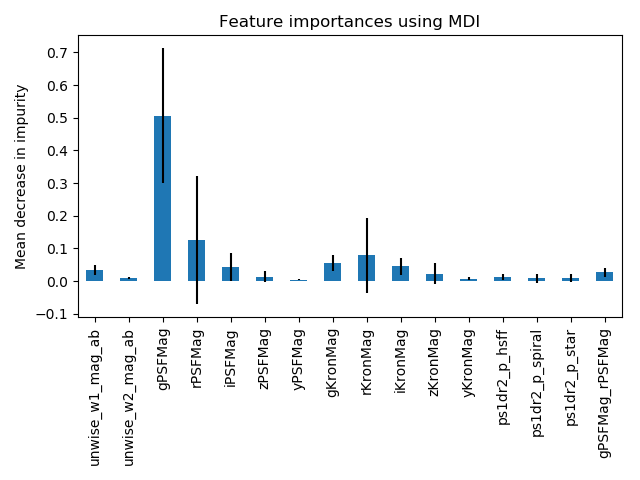 Feature importances using MDI
Mean decrease in impurity
0.7
0.6
0.5
0.4
0.3
0.2
0.1
0.0
−0.1
unwise_w1_mag_ab
unwise_w2_mag_ab
gPSFMag
rPSFMag
iPSFMag
zPSFMag
yPSFMag
gKronMag
rKronMag
iKronMag
zKronMag
yKronMag
ps1dr2_p_hsff
ps1dr2_p_spiral
ps1dr2_p_star
gPSFMag_rPSFMag